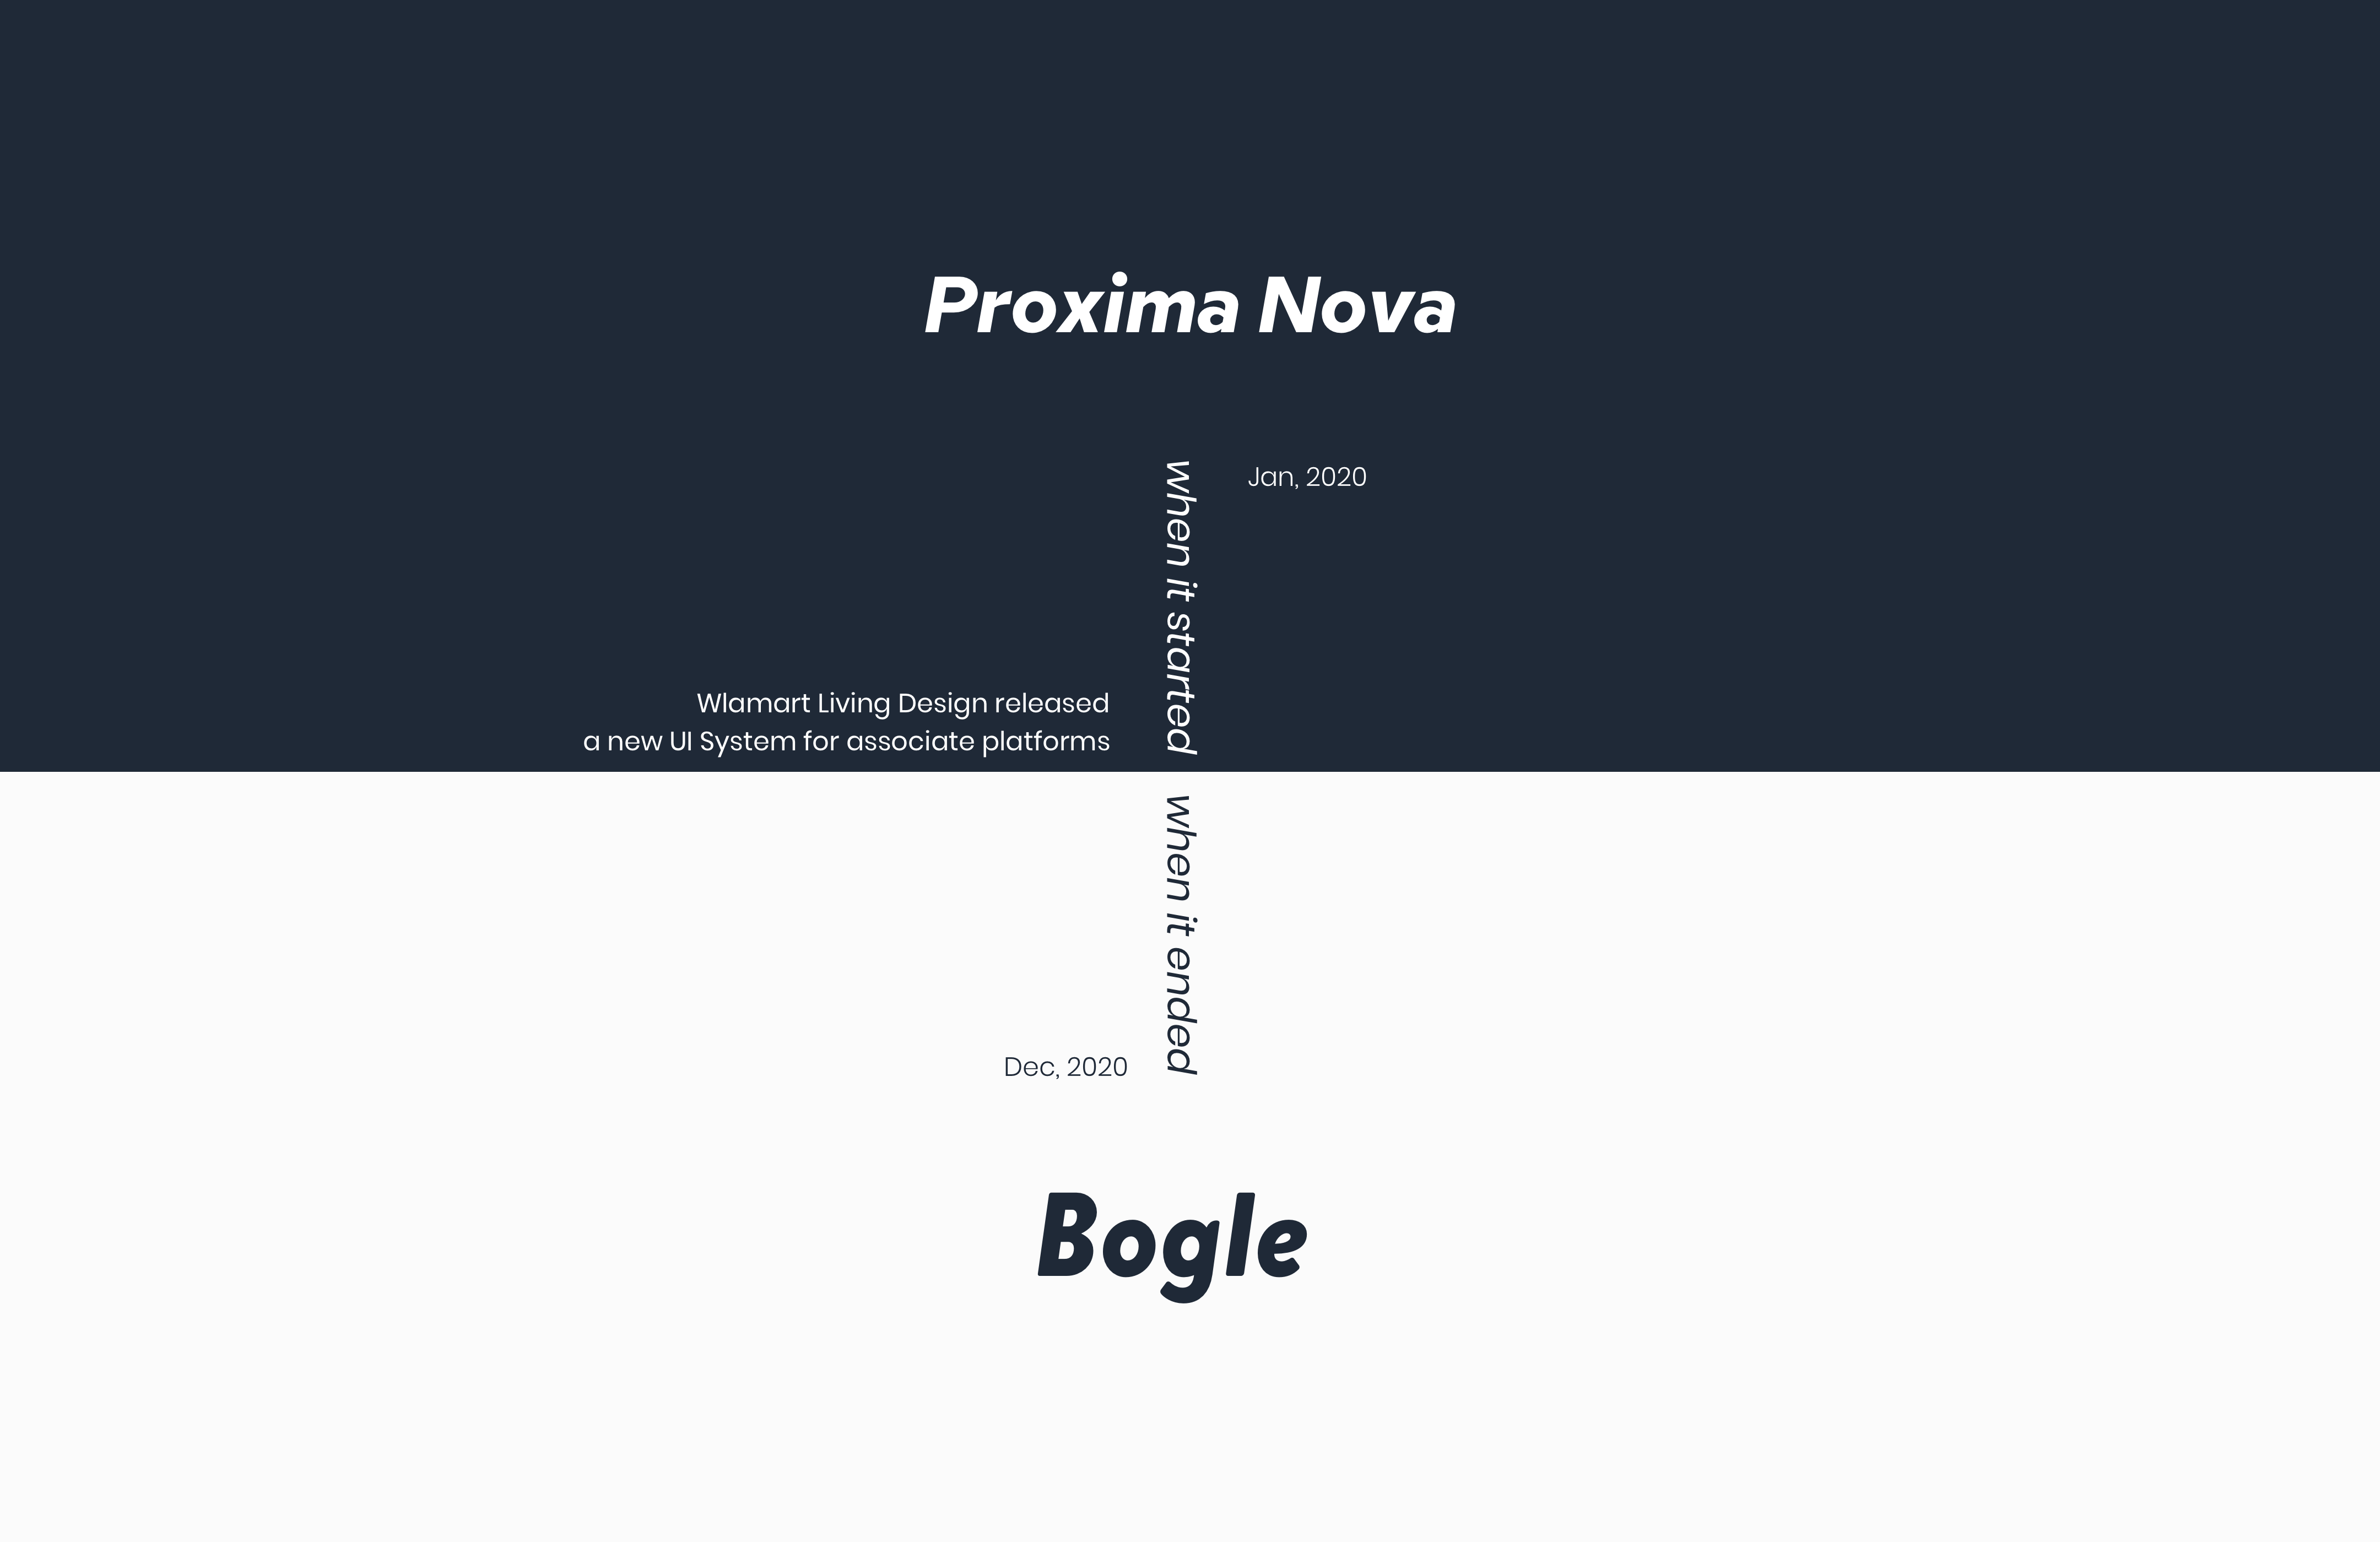 Proxima Nova
Jan, 2020
when it started
Wlamart Living Design released
a new UI System for associate platforms
when it ended
Dec, 2020
Bogle